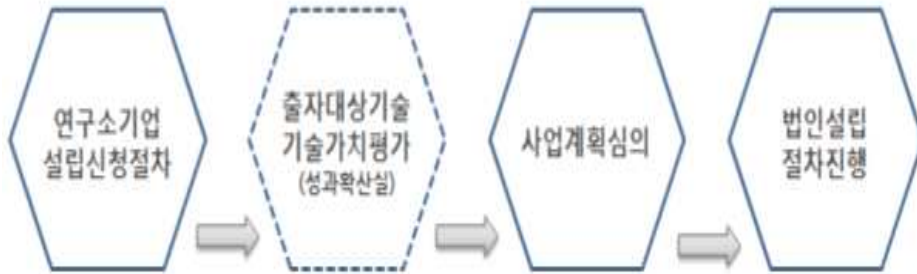 연구소기업
설립신청절차
출자대상기술
기술가치평가
(성과확산실)
사업계획심의
법인설립
절차진행